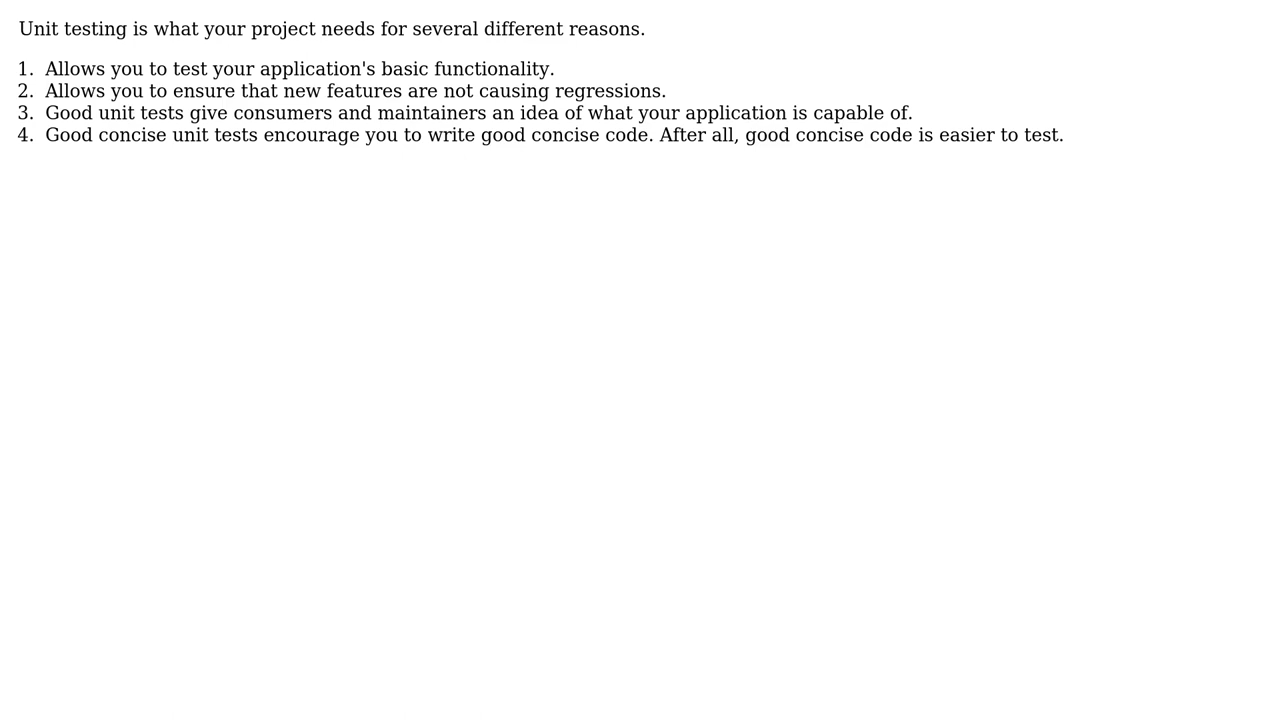 Unit testing is what your project needs for several different reasons.
1. Allows you to test your application's basic functionality.
2. Allows you to ensure that new features are not causing regressions.
3. Good unit tests give consumers and maintainers an idea of what your application is capable of.
4. Good concise unit tests encourage you to write good concise code. After all, good concise code is easier to test.